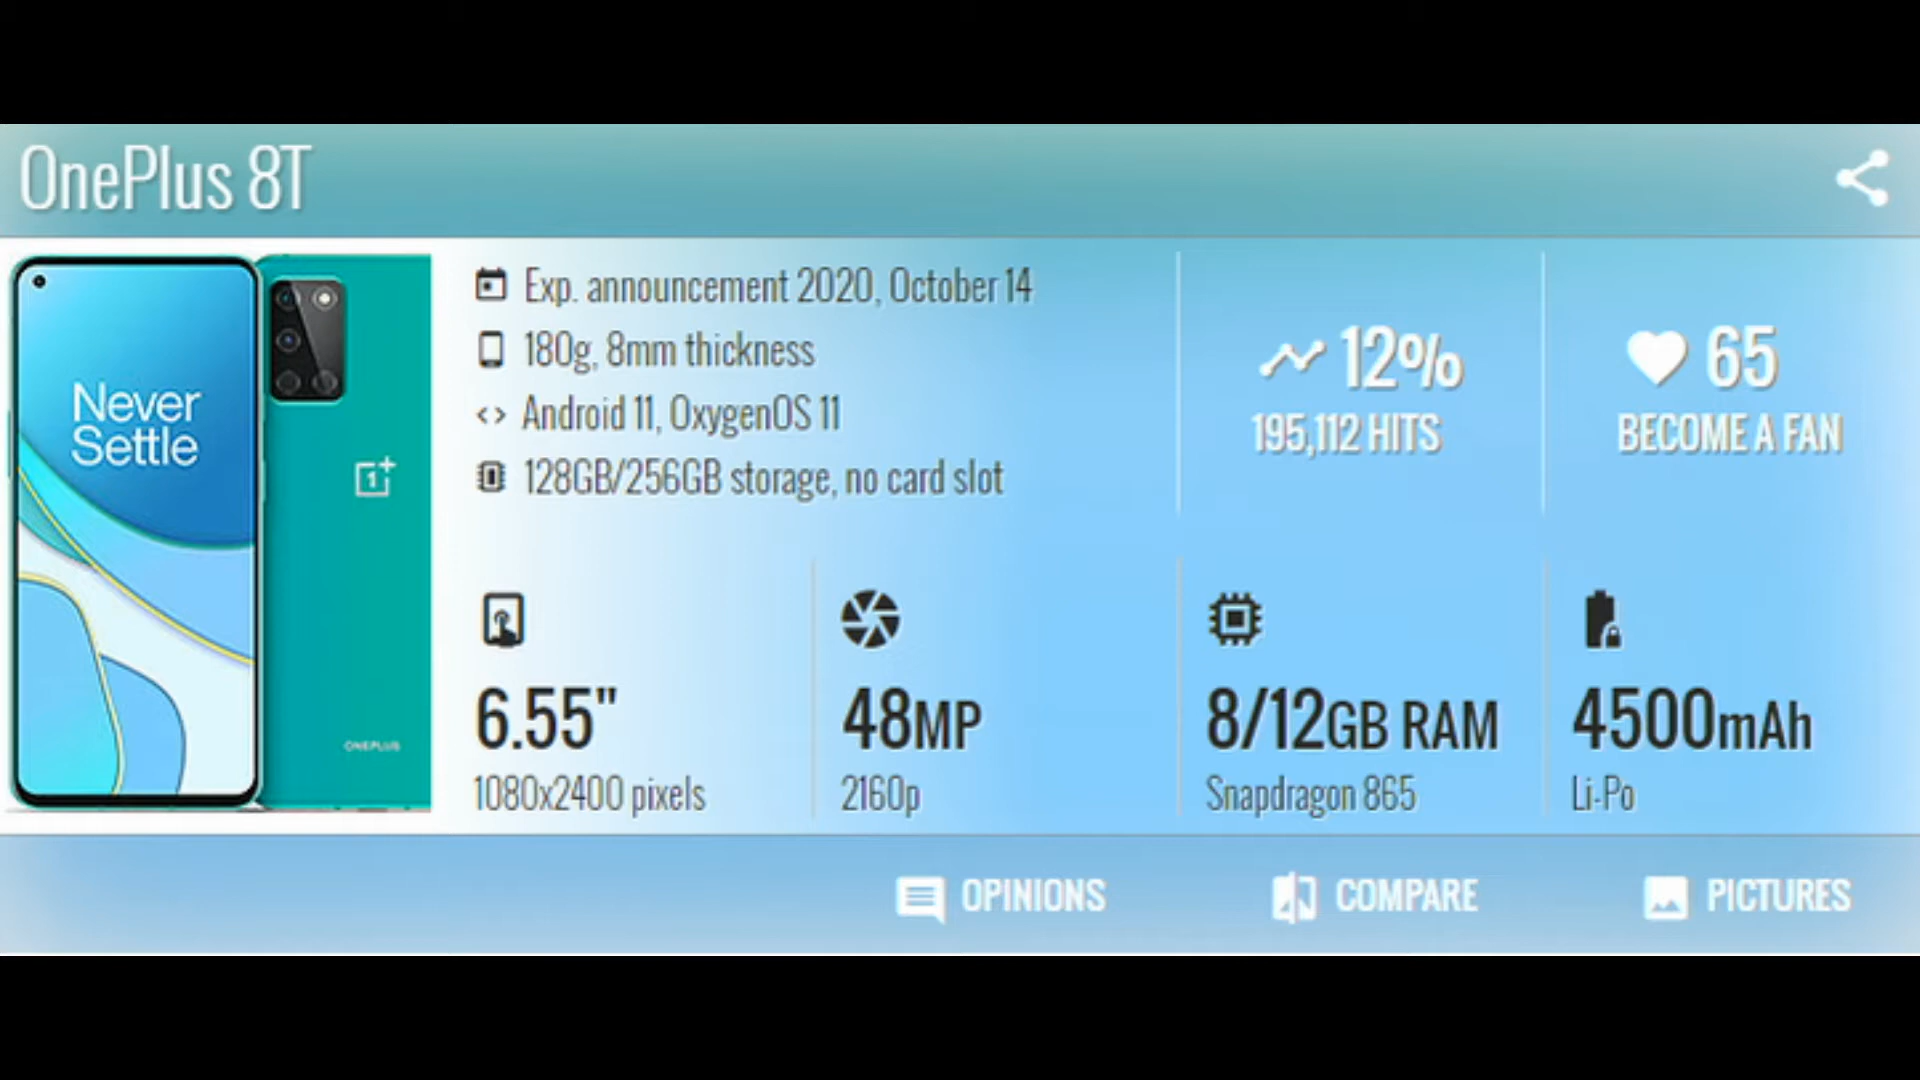 OnePlus 8T
Never
Settle
ONEPLUS
Exp. announcement 2020, October 14
180g, 8mm thickness
Android 11, OxygenOS 11
128GB/256GB storage, no card slot
12%
195,112 HITS
65
BECOME A FAN
6.55"
1080x2400 pixels
48MP
2160p
8/12GB RAM
Snapdragon 865
4500mAh
Li-Po
OPINIONS
COMPARE
PICTURES